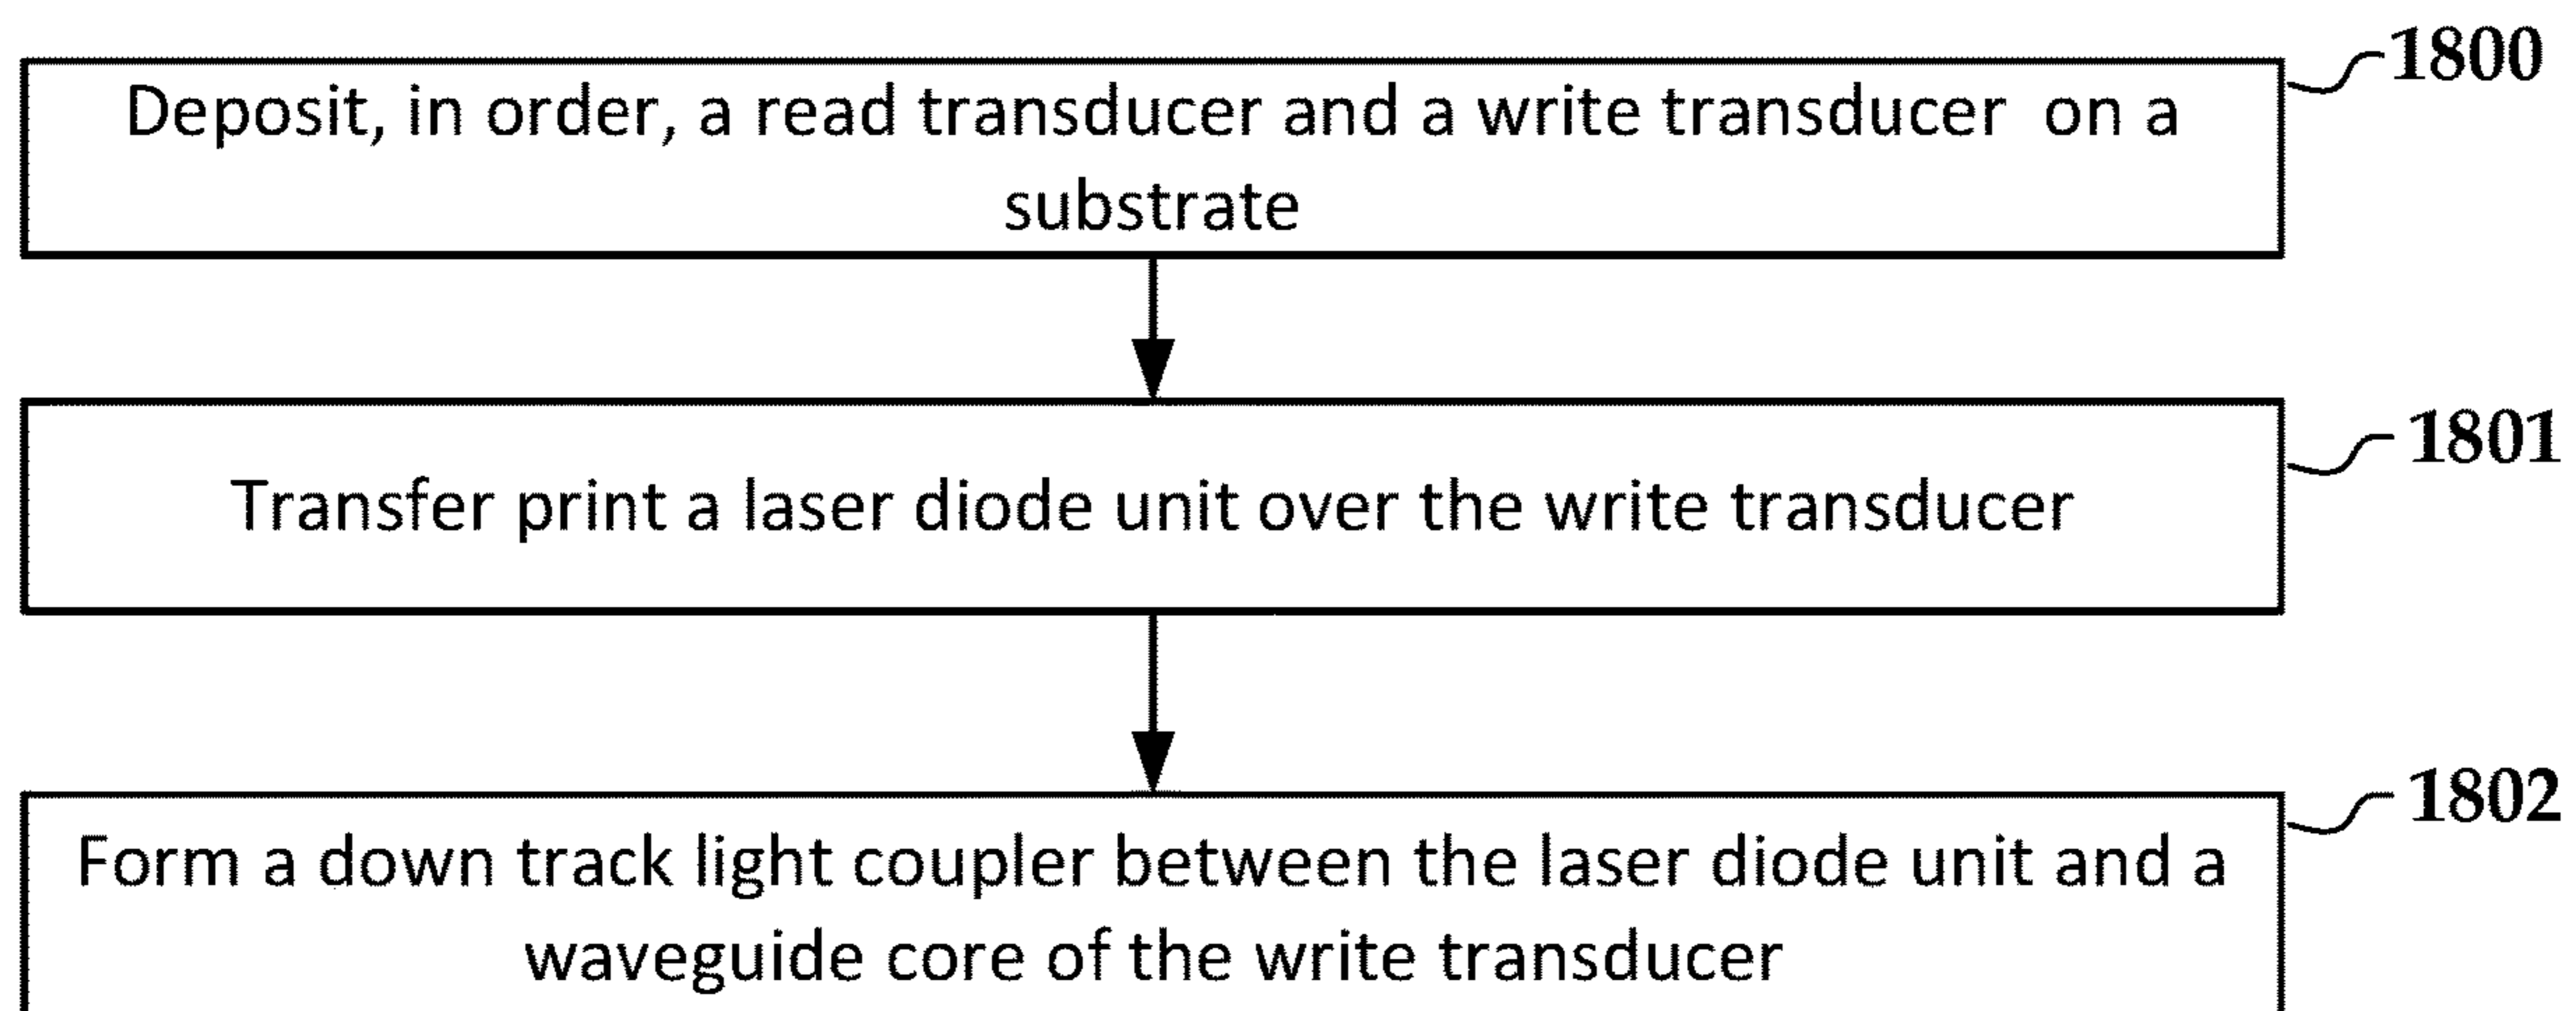 1800
Deposit, in order, a read transducer and a write transducer on a
substrate
1801
Transfer print a laser diode unit over the write transducer
1802
Form a down track light coupler between the laser diode unit and a
waveguide core of the write transducer